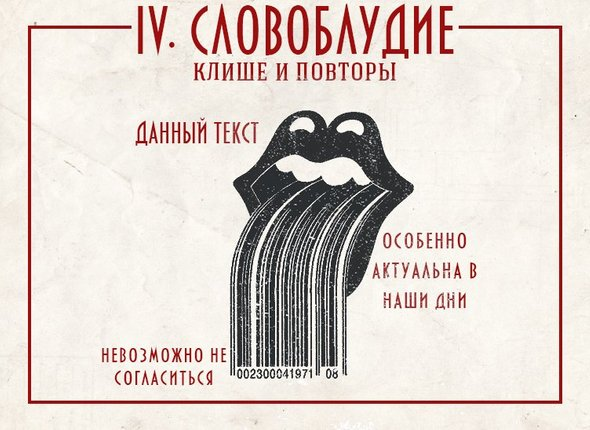 IV. СЛОВОБЛУДИЕ
КЛИШЕ И ПОВТОРЫ
ДАННЫЙ ТЕКСТ
ОСОБЕННО
АКТУАЛЬНА В
НАШИ ДНИ
НЕВОЗМОЖНО НЕ
СОГЛАСИТЬСЯ
002300041971 08